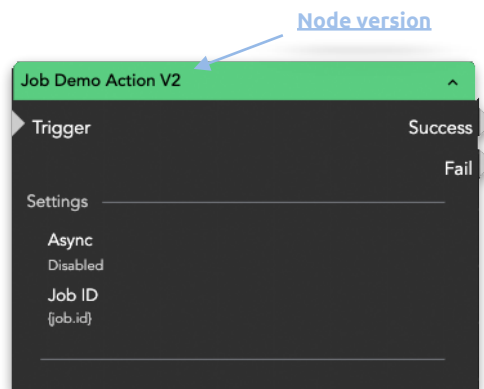 Node version
Job Demo Action V2
Trigger
Success
Fail
Settings
Async
Disabled
Job ID
{job.id}